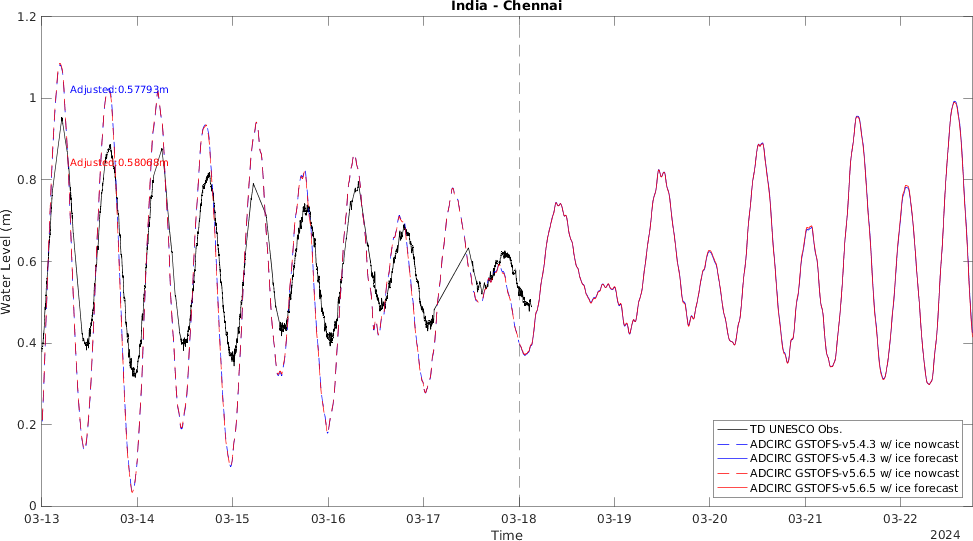 India - Chennai
1.2
1
0.8
0.6
0.4
0.2
0
Water Level (m)
Adjusted:0.57793m
Adjusted:0.58068m
TD UNESCO Obs.
ADCIRC GSTOFS-v5.4.3 w/ ice nowcast
ADCIRC GSTOFS-v5.4.3 w/ ice forecast
ADCIRC GSTOFS-v5.6.5 w/ ice nowcast
ADCIRC GSTOFS-v5.6.5 w/ ice forecast
03-13 03-14 03-15 03-16 03-17 03-18 03-19 03-20 03-21 03-22
Time
2024